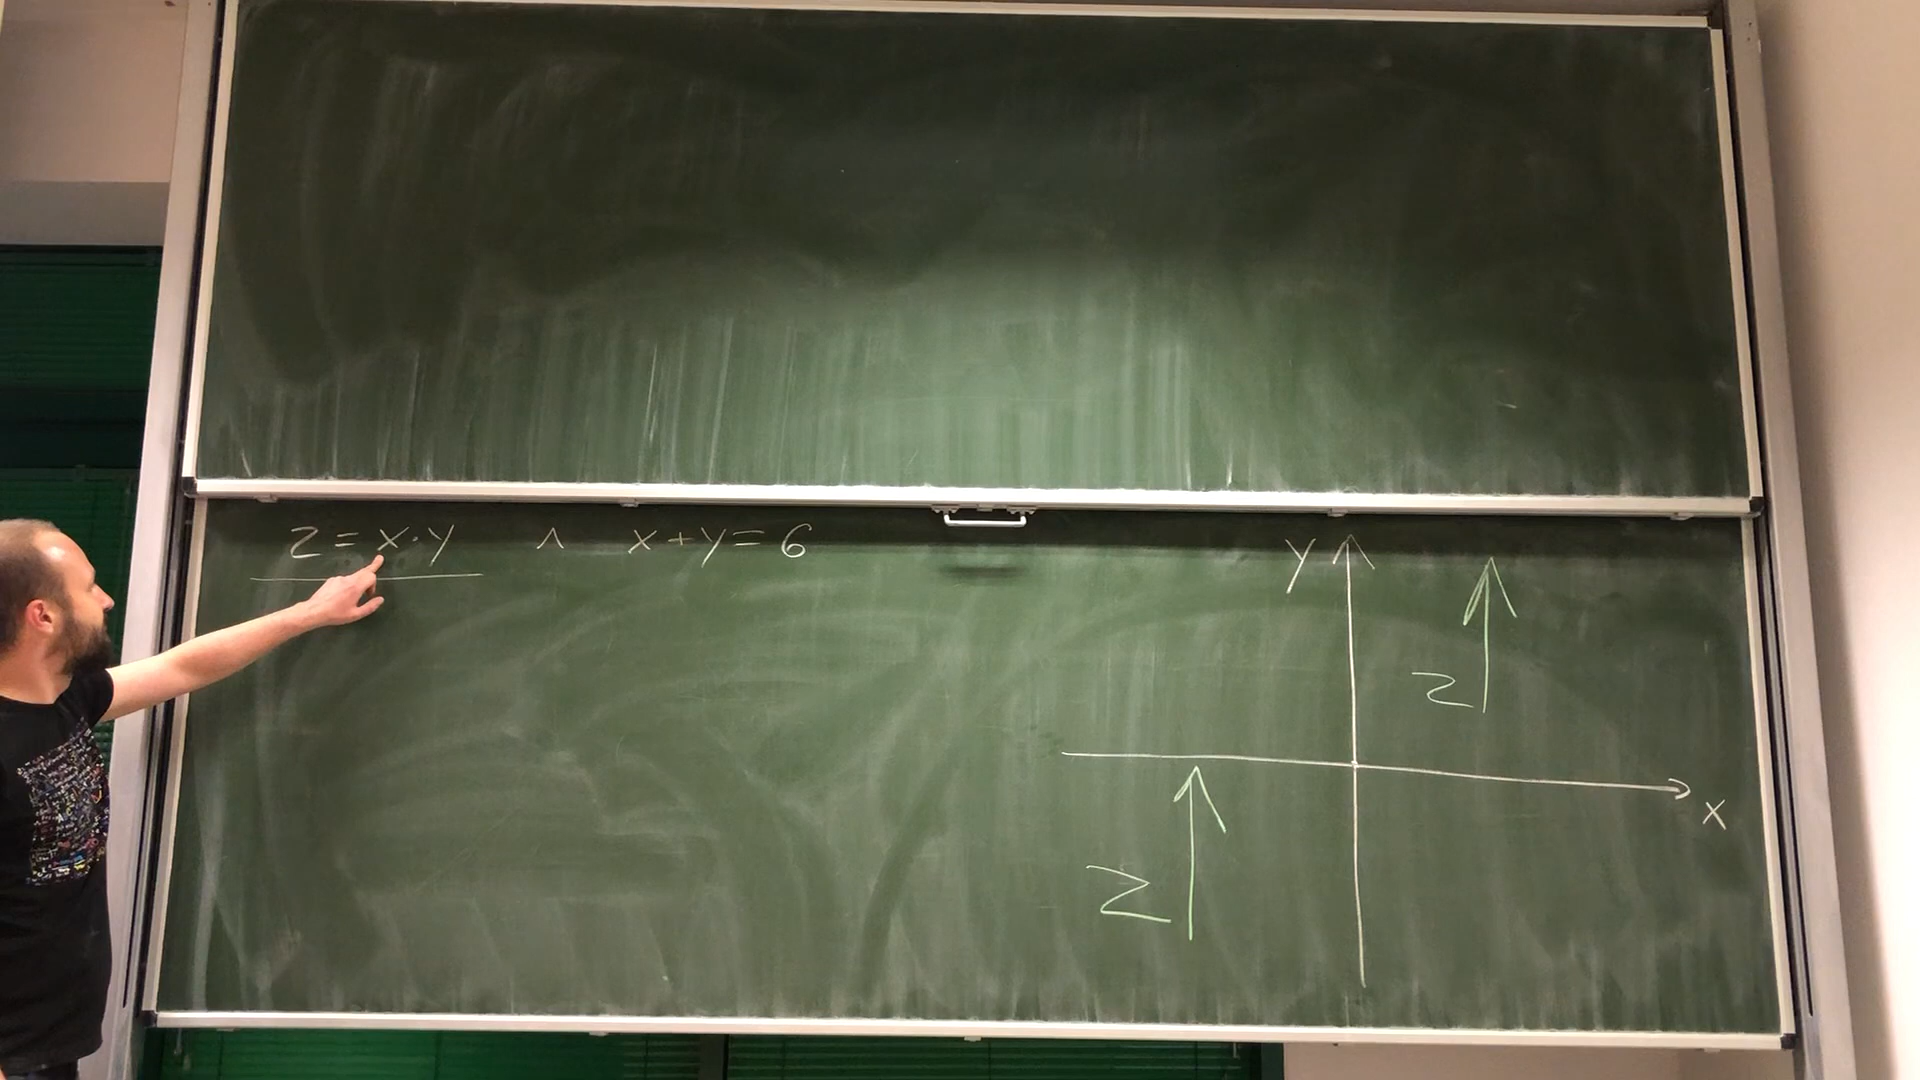 z = x · y ∧ x + y = 6
y
z
x
z